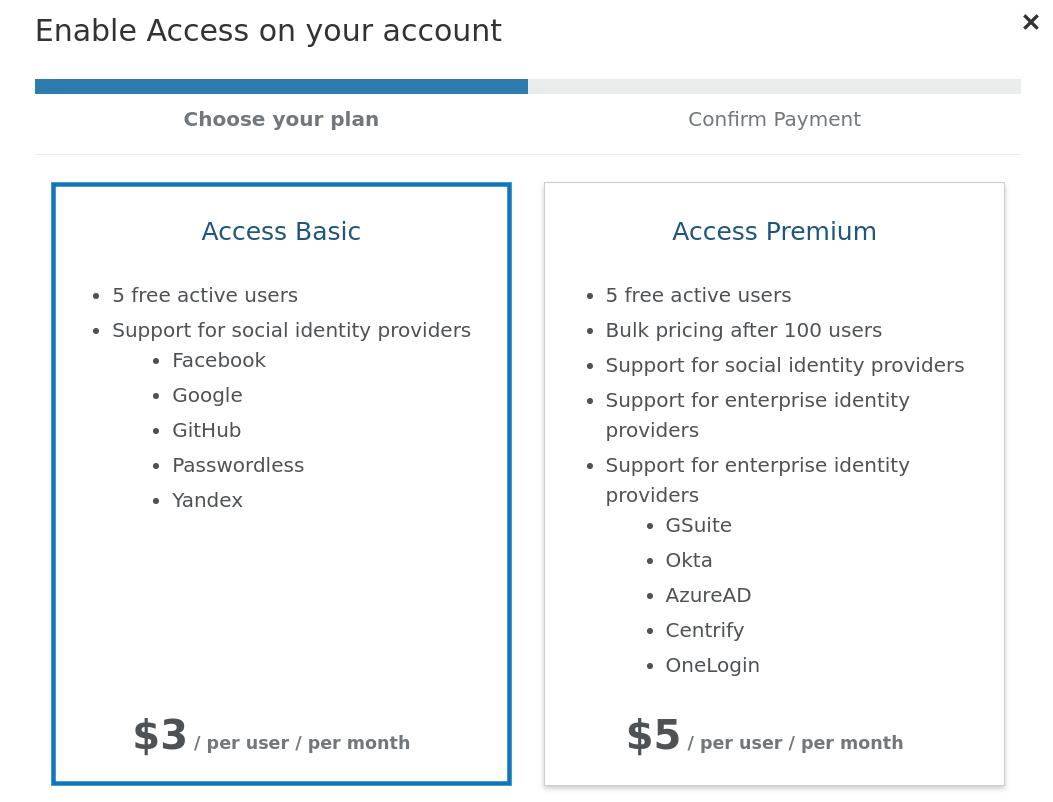 Enable Access on your account
×
Choose your plan
Confirm Payment
Access Basic
• 5 free active users
• Support for social identity providers
• Facebook
• Google
• GitHub
• Passwordless
• Yandex
$3 / per user / per month
Access Premium
• 5 free active users
• Bulk pricing after 100 users
• Support for social identity providers
• Support for enterprise identity
providers
• Support for enterprise identity
providers
• GSuite
• Okta
• AzureAD
• Centrify
• OneLogin
$5 / per user / per month